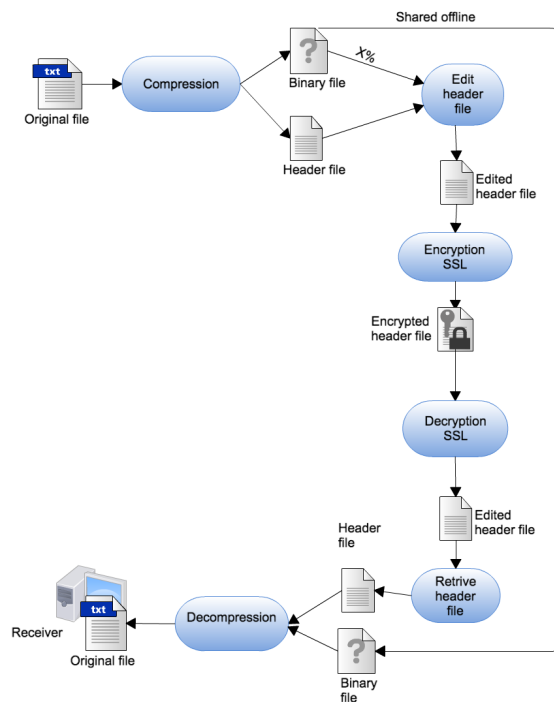 Shared offline
X%
txt
Compression
Edit
header
file
Binary file
Original file
Header file
Edited
header file
Encryption
SSL
Encrypted
header file
Decryption
SSL
Edited
header file
Header
file
Retrive
header
file
txt
Decompression
Receiver
Original file
Binary
file